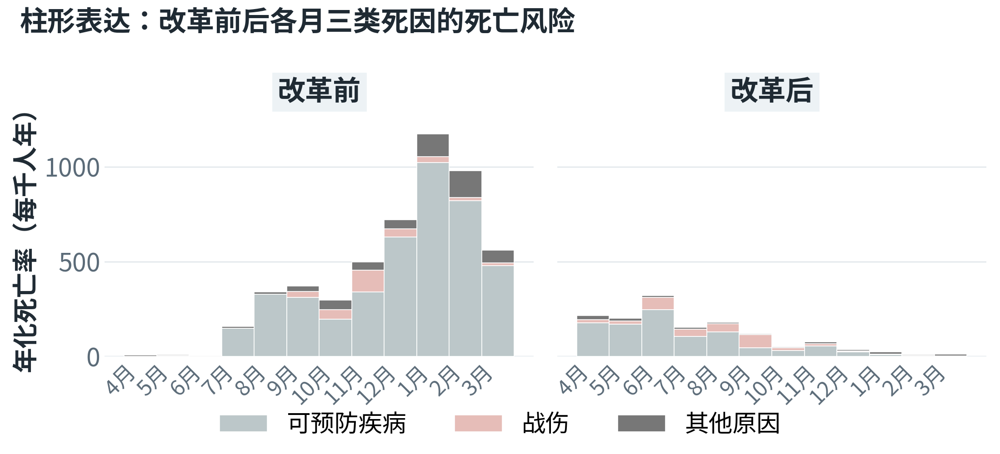 柱形表达：改革前后各月三类死因的死亡风险
改革前
改革后
年化死亡率（每千人年）
1000
500
0
4月 5月 6月 7月 8月 9月 10月 11月 12月 1月 2月 3月
4月 5月 6月 7月 8月 9月 10月 11月 12月 1月 2月 3月
可预防疾病 战伤 其他原因